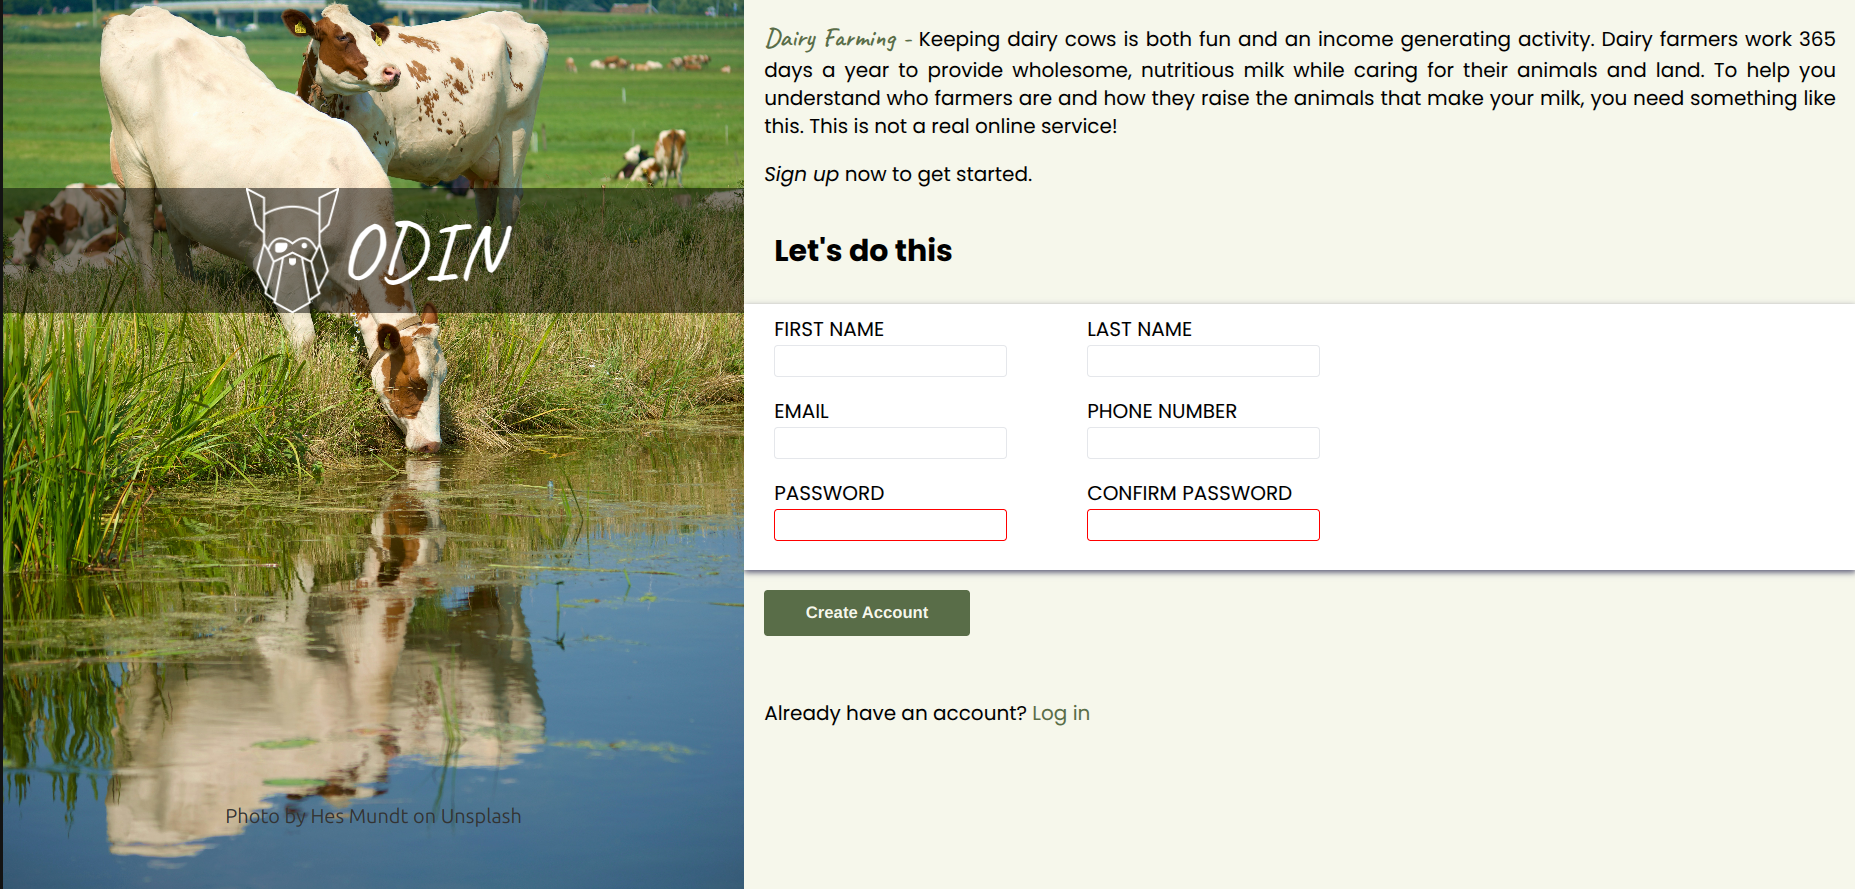 ODIN
Photo by Hes Mundt on Unsplash
Dairy Farming - Keeping dairy cows is both fun and an income generating activity. Dairy farmers work 365
days a year to provide wholesome, nutritious milk while caring for their animals and land. To help you
understand who farmers are and how they raise the animals that make your milk, you need something like
this. This is not a real online service!
Sign up now to get started.
Let's do this
FIRST NAME
LAST NAME
EMAIL
PHONE NUMBER
PASSWORD
CONFIRM PASSWORD
Create Account
Already have an account? Log in